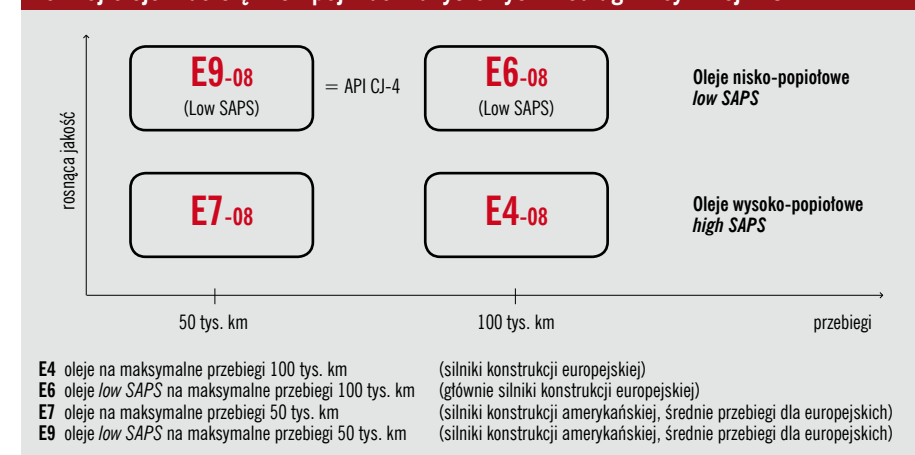 E9-08
(Low SAPS)
= API CJ-4
E6-08
(Low SAPS)
Oleje nisko-popiołowe
low SAPS
rosnąca jakość
E7-08
E4-08
Oleje wysoko-popiołowe
high SAPS
50 tys. km
100 tys. km
przebiegi
E4 oleje na maksymalne przebiegi 100 tys. km (silniki konstrukcji europejskiej)
E6 oleje low SAPS na maksymalne przebiegi 100 tys. km (głównie silniki konstrukcji europejskiej)
E7 oleje na maksymalne przebiegi 50 tys. km (silniki konstrukcji amerykańskiej, średnie przebiegi dla europejskich)
E9 oleje low SAPS na maksymalne przebiegi 50 tys. km (silniki konstrukcji amerykańskiej, średnie przebiegi dla europejskich)